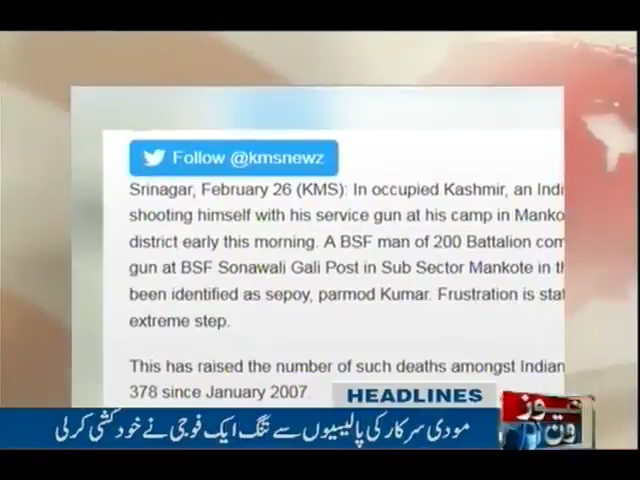 Follow @kmsnewz
Srinagar, February 26 (KMS): In occupied Kashmir, an Indi
shooting himself with his service gun at his camp in Manko
district early this morning. A BSF man of 200 Battalion com
gun at BSF Sonawali Gali Post in Sub Sector Mankote in th
been identified as sepoy, parmod Kumar. Frustration is stat
extreme step.
This has raised the number of such deaths amongst Indian
378 since January 2007.
HEADLINES
نیوز
ون
مودی سرکار کی پالیسیوں سے تنگ ایک فوجی نے خودکشی کرلی